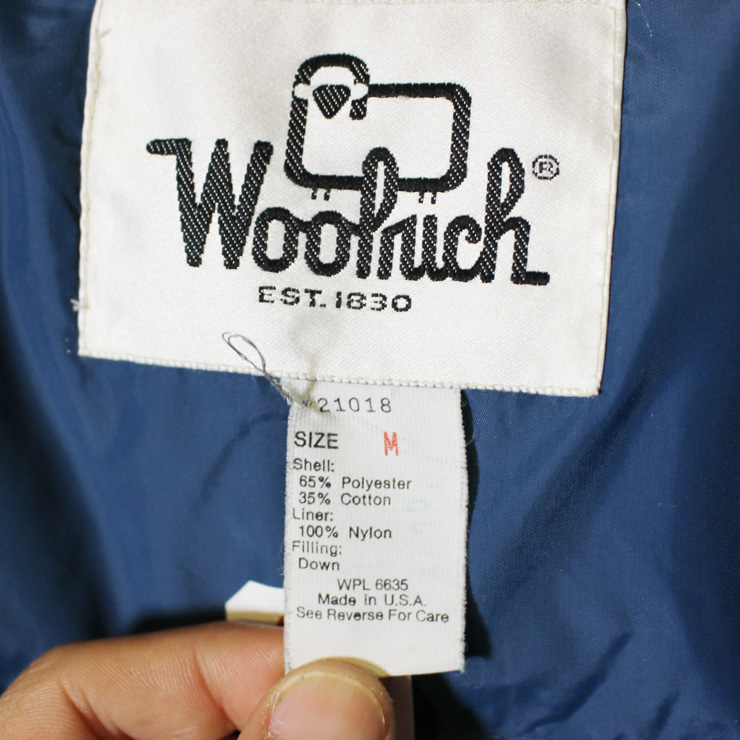 Woolrich®
EST. 1830
21018
SIZE M
Shell:
65% Polyester
35% Cotton
Liner:
100% Nylon
Filling:
Down
WPL 6635
Made in U.S.A.
See Reverse For Care